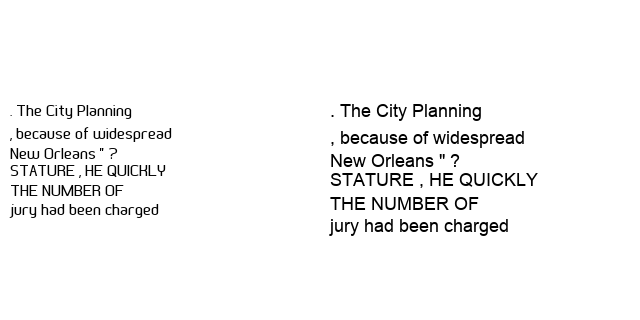 . The City Planning
, because of widespread
New Orleans " ?
STATURE , HE QUICKLY
THE NUMBER OF
jury had been charged
. The City Planning
, because of widespread
New Orleans " ?
STATURE , HE QUICKLY
THE NUMBER OF
jury had been charged